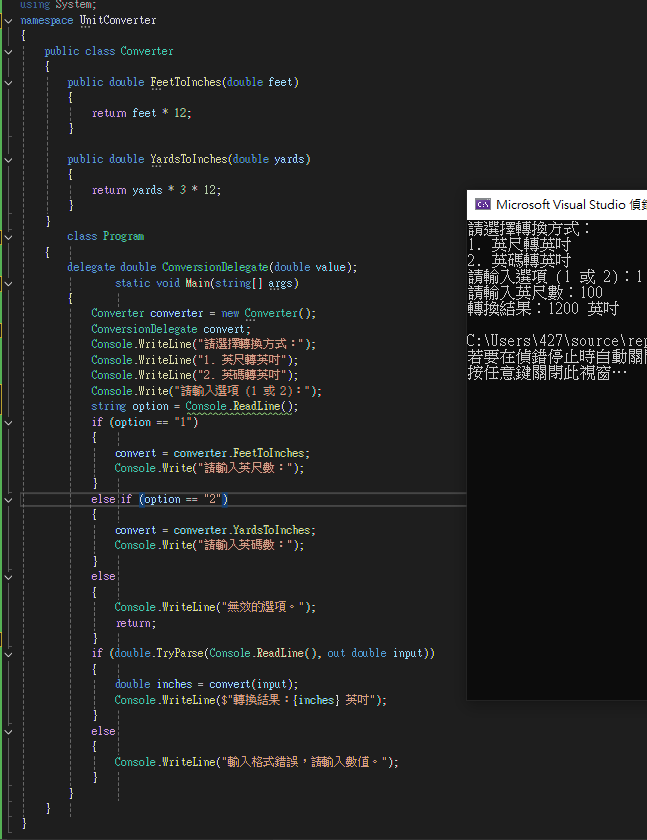 using System;
namespace UnitConverter
{
public class Converter
{
public double FeetToInches(double feet)
{
return feet * 12;
}
public double YardsToInches(double yards)
{
return yards * 3 * 12;
}
}
class Program
{
delegate double ConversionDelegate(double value);
static void Main(string[] args)
{
Converter converter = new Converter();
ConversionDelegate convert;
Console.WriteLine("請選擇轉換方式：");
Console.WriteLine("1. 英尺轉英吋");
Console.WriteLine("2. 英碼轉英吋");
Console.Write("請輸入選項 (1 或 2)：");
string option = Console.ReadLine();
if (option == "1")
{
convert = converter.FeetToInches;
Console.Write("請輸入英尺數：");
}
else if (option == "2")
{
convert = converter.YardsToInches;
Console.Write("請輸入英碼數：");
}
else
{
Console.WriteLine("無效的選項。");
return;
}
if (double.TryParse(Console.ReadLine(), out double input))
{
double inches = convert(input);
Console.WriteLine($"轉換結果：{inches} 英吋");
}
else
{
Console.WriteLine("輸入格式錯誤，請輸入數值。");
}
}
}
}
Microsoft Visual Studio 偵錯
請選擇轉換方式：
1. 英尺轉英吋
2. 英碼轉英吋
請輸入選項 (1 或 2)：1
請輸入英尺數：100
轉換結果：1200 英吋
C:\Users\427\source\rep
若要在偵錯停止時自動關閉
按任意鍵關閉此視窗…